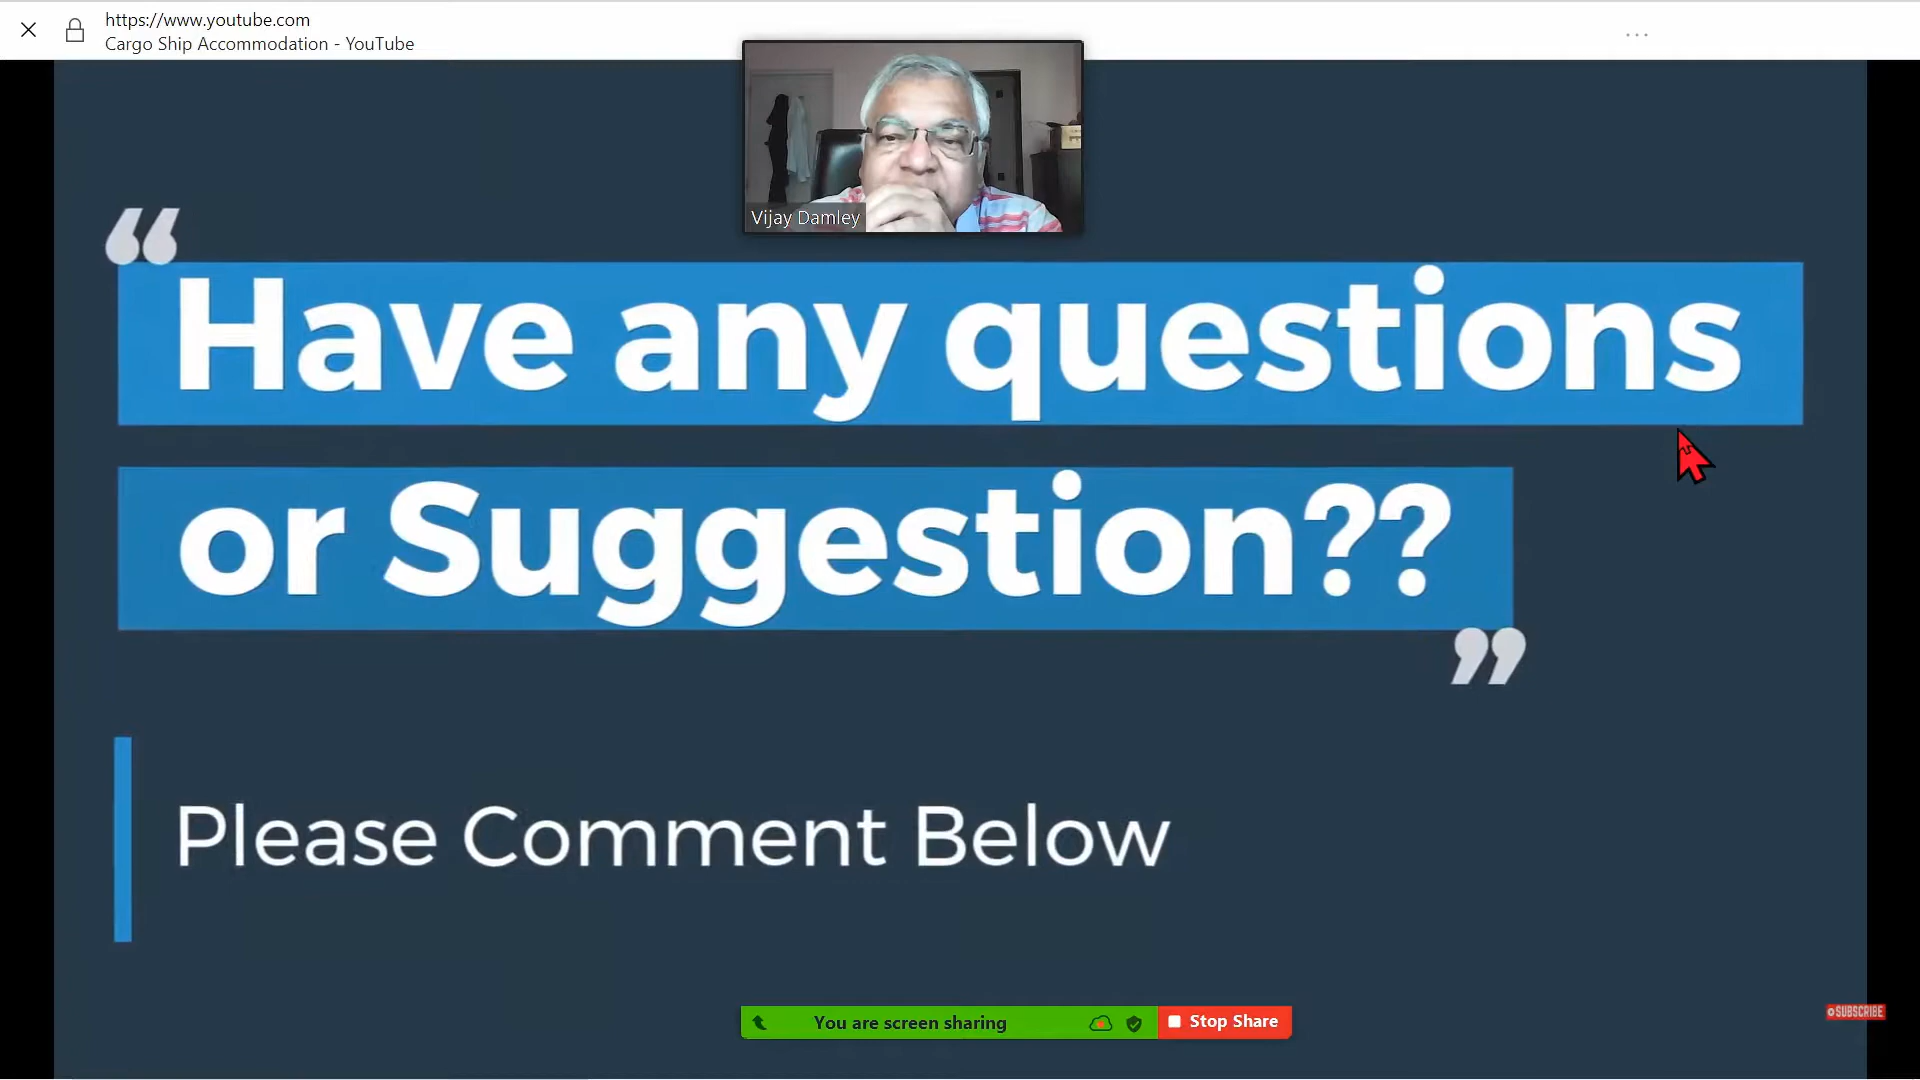 https://www.youtube.com
Cargo Ship Accommodation - YouTube
Vijay Damley
“Have any questions
or Suggestion??”
Please Comment Below
You are screen sharing
Stop Share
SUBSCRIBE